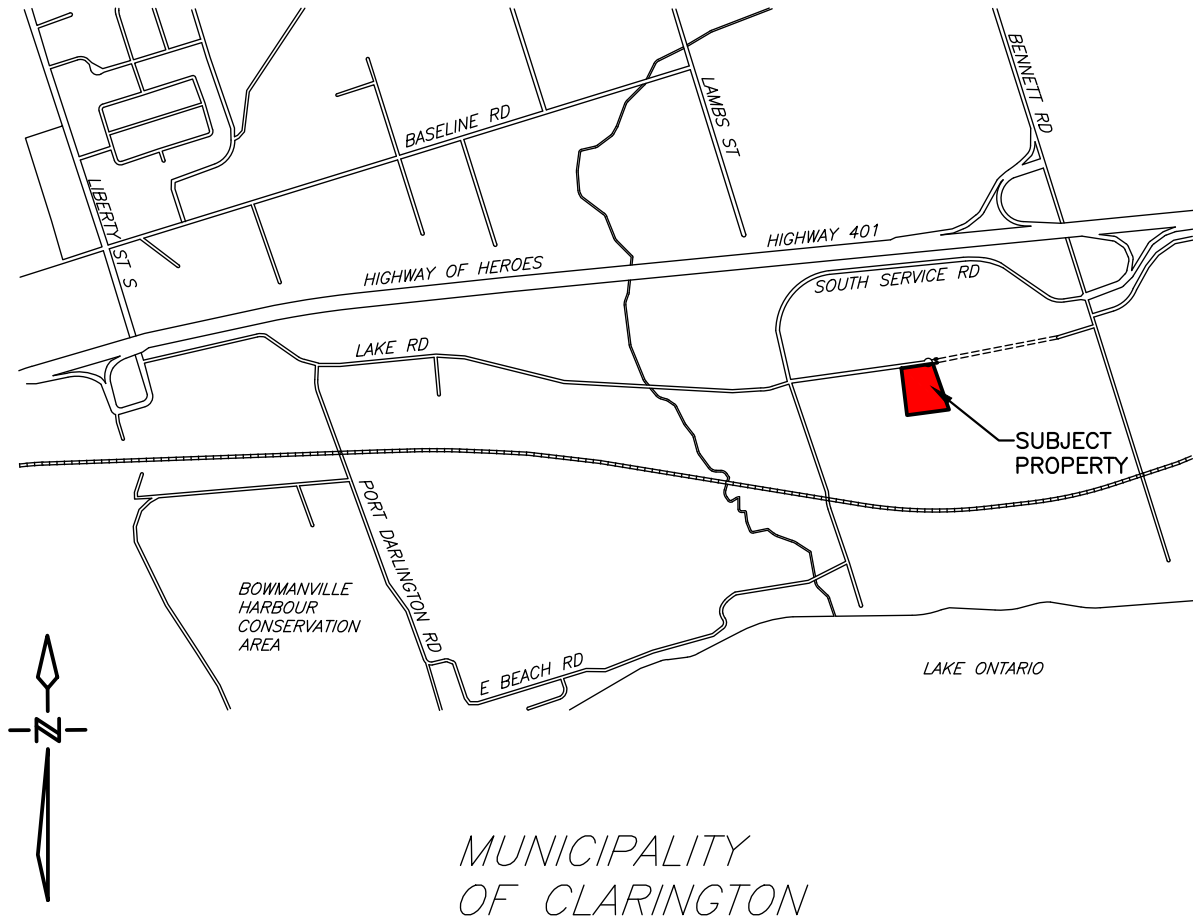 BENNETT RD
LAMBS ST
BASELINE RD
LIBERTY ST S
HIGHWAY 401
HIGHWAY OF HEROES
SOUTH SERVICE RD
LAKE RD
SUBJECT
PROPERTY
PORT DARLINGTON RD
BOWMANVILLE
HARBOUR
CONSERVATION
AREA
E BEACH RD
LAKE ONTARIO
N
MUNICIPALITY
OF CLARINGTON